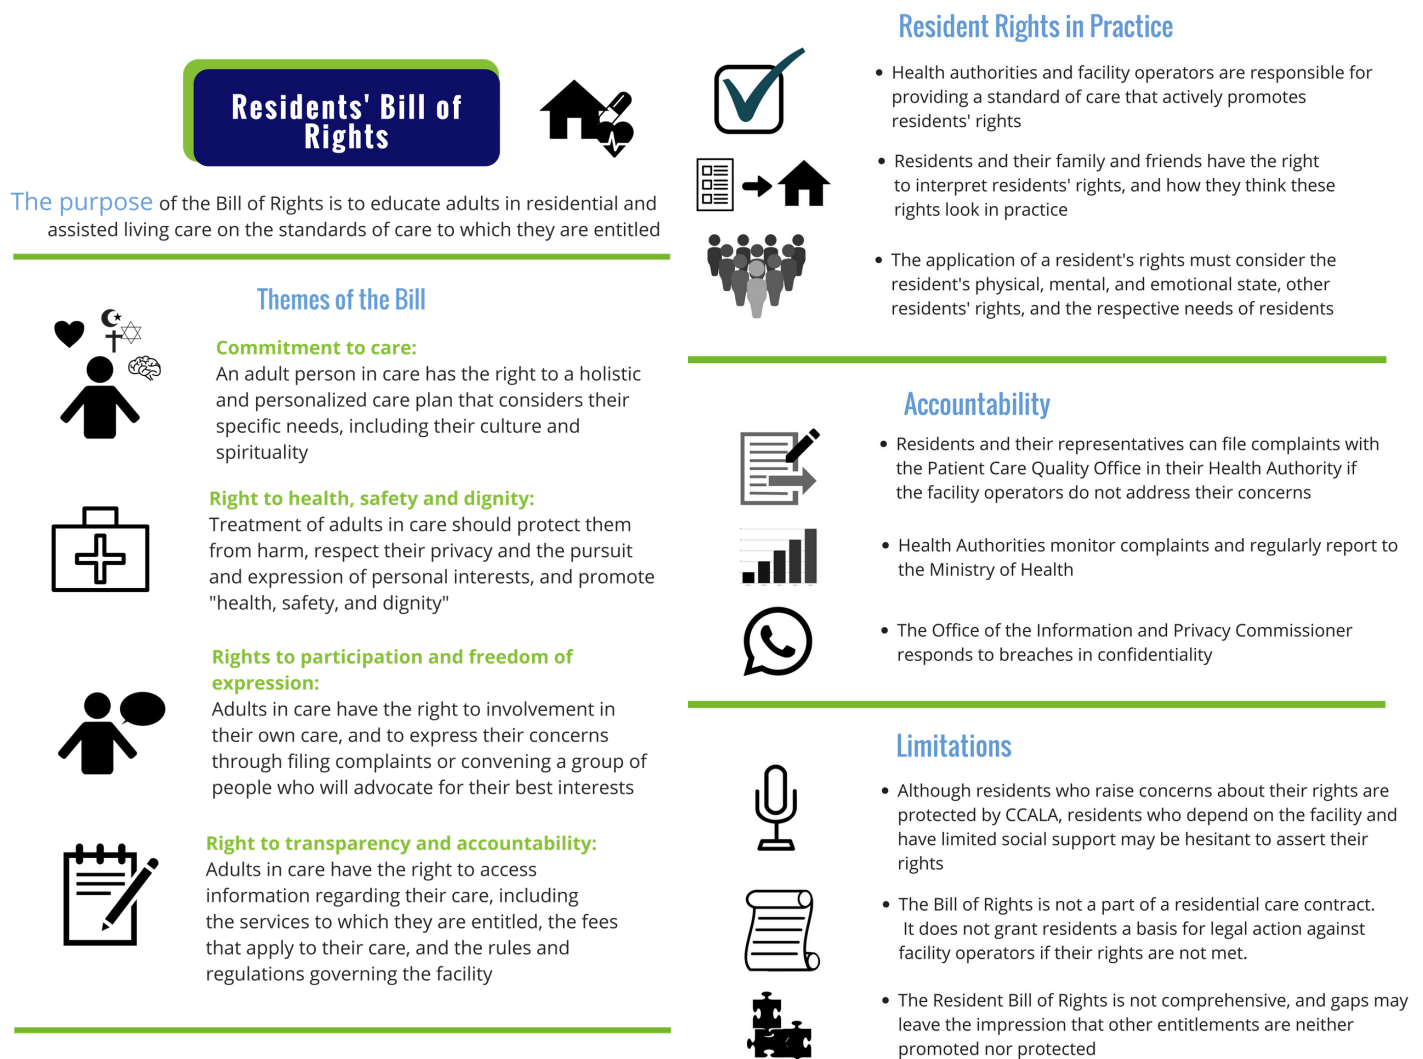 Residents' Bill of
Rights
The purpose of the Bill of Rights is to educate adults in residential and
assisted living care on the standards of care to which they are entitled
Themes of the Bill
Commitment to care:
An adult person in care has the right to a holistic
and personalized care plan that considers their
specific needs, including their culture and
spirituality
Right to health, safety and dignity:
Treatment of adults in care should protect them
from harm, respect their privacy and the pursuit
and expression of personal interests, and promote
"health, safety, and dignity"
Rights to participation and freedom of
expression:
Adults in care have the right to involvement in
their own care, and to express their concerns
through filing complaints or convening a group of
people who will advocate for their best interests
Right to transparency and accountability:
Adults in care have the right to access
information regarding their care, including
the services to which they are entitled, the fees
that apply to their care, and the rules and
regulations governing the facility
Resident Rights in Practice
• Health authorities and facility operators are responsible for
providing a standard of care that actively promotes
residents' rights
• Residents and their family and friends have the right
to interpret residents' rights, and how they think these
rights look in practice
• The application of a resident's rights must consider the
resident's physical, mental, and emotional state, other
residents' rights, and the respective needs of residents
Accountability
• Residents and their representatives can file complaints with
the Patient Care Quality Office in their Health Authority if
the facility operators do not address their concerns
• Health Authorities monitor complaints and regularly report to
the Ministry of Health
• The Office of the Information and Privacy Commissioner
responds to breaches in confidentiality
Limitations
• Although residents who raise concerns about their rights are
protected by CCALA, residents who depend on the facility and
have limited social support may be hesitant to assert their
rights
• The Bill of Rights is not a part of a residential care contract.
It does not grant residents a basis for legal action against
facility operators if their rights are not met.
• The Resident Bill of Rights is not comprehensive, and gaps may
leave the impression that other entitlements are neither
promoted nor protected